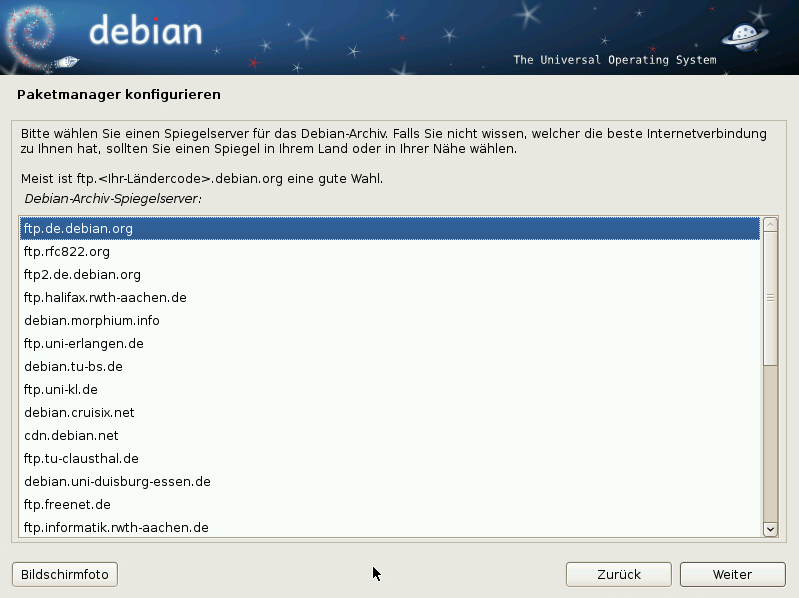 debian
The Universal Operating System
Paketmanager konfigurieren
Bitte wählen Sie einen Spiegelserver für das Debian-Archiv. Falls Sie nicht wissen, welcher die beste Internetverbindung
zu Ihnen hat, sollten Sie einen Spiegel in Ihrem Land oder in Ihrer Nähe wählen.
Meist ist ftp.<Ihr-Ländercode>.debian.org eine gute Wahl.
Debian-Archiv-Spiegelserver:
ftp.de.debian.org
ftp.rfc822.org
ftp2.de.debian.org
ftp.halifax.rwth-aachen.de
debian.morphium.info
ftp.uni-erlangen.de
debian.tu-bs.de
ftp.uni-kl.de
debian.cruisix.net
cdn.debian.net
ftp.tu-clausthal.de
debian.uni-duisburg-essen.de
ftp.freenet.de
ftp.informatik.rwth-aachen.de
Bildschirmfoto
Zurück
Weiter